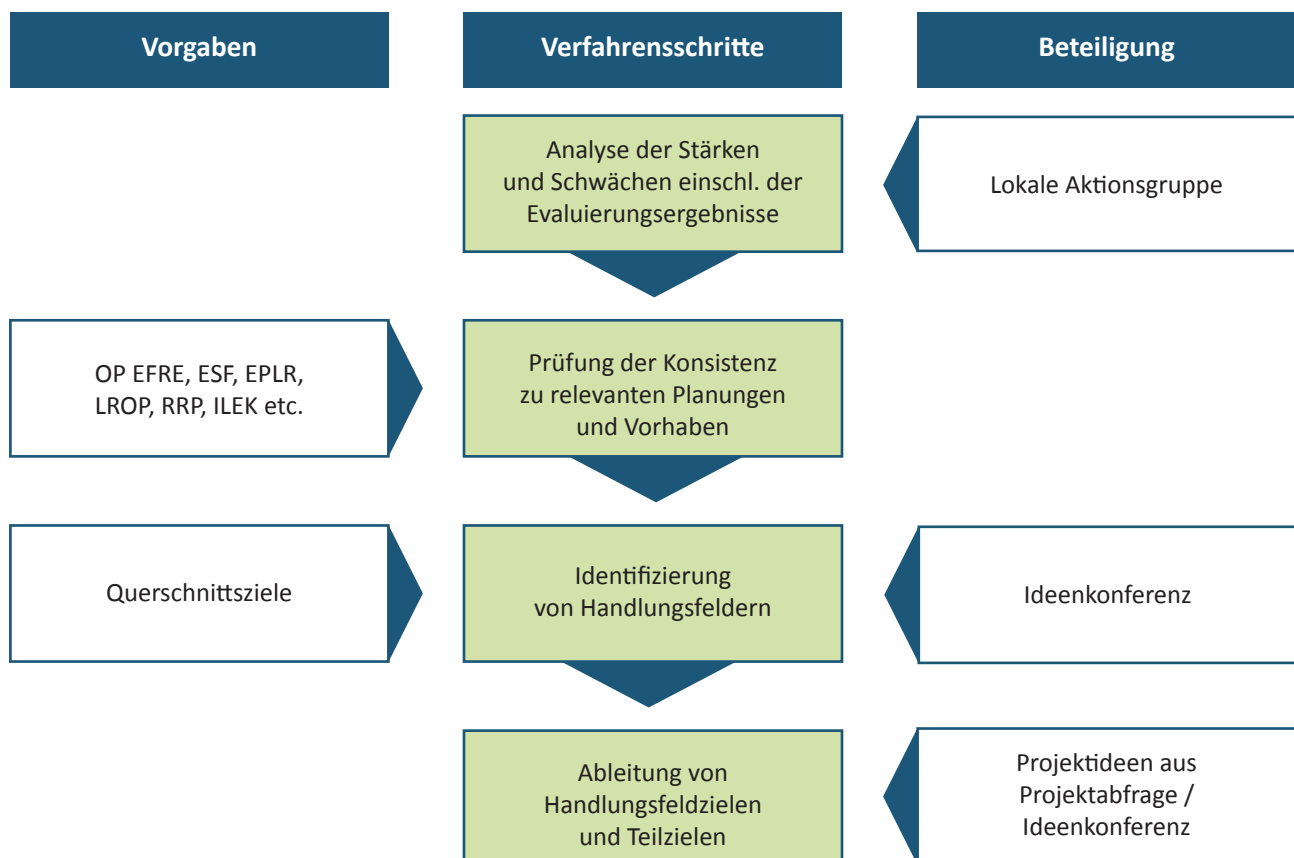 Vorgaben
Verfahrensschritte
Beteiligung
Analyse der Stärken
und Schwächen einschl. der
Evaluierungsergebnisse
Lokale Aktionsgruppe
OP EFRE, ESF, EPLR,
LROP, RRP, ILEK etc.
Prüfung der Konsistenz
zu relevanten Planungen
und Vorhaben
Querschnittsziele
Identifizierung
von Handlungsfeldern
Ideenkonferenz
Ableitung von
Handlungsfeldzielen
und Teilzielen
Projektideen aus
Projektabfrage /
Ideenkonferenz